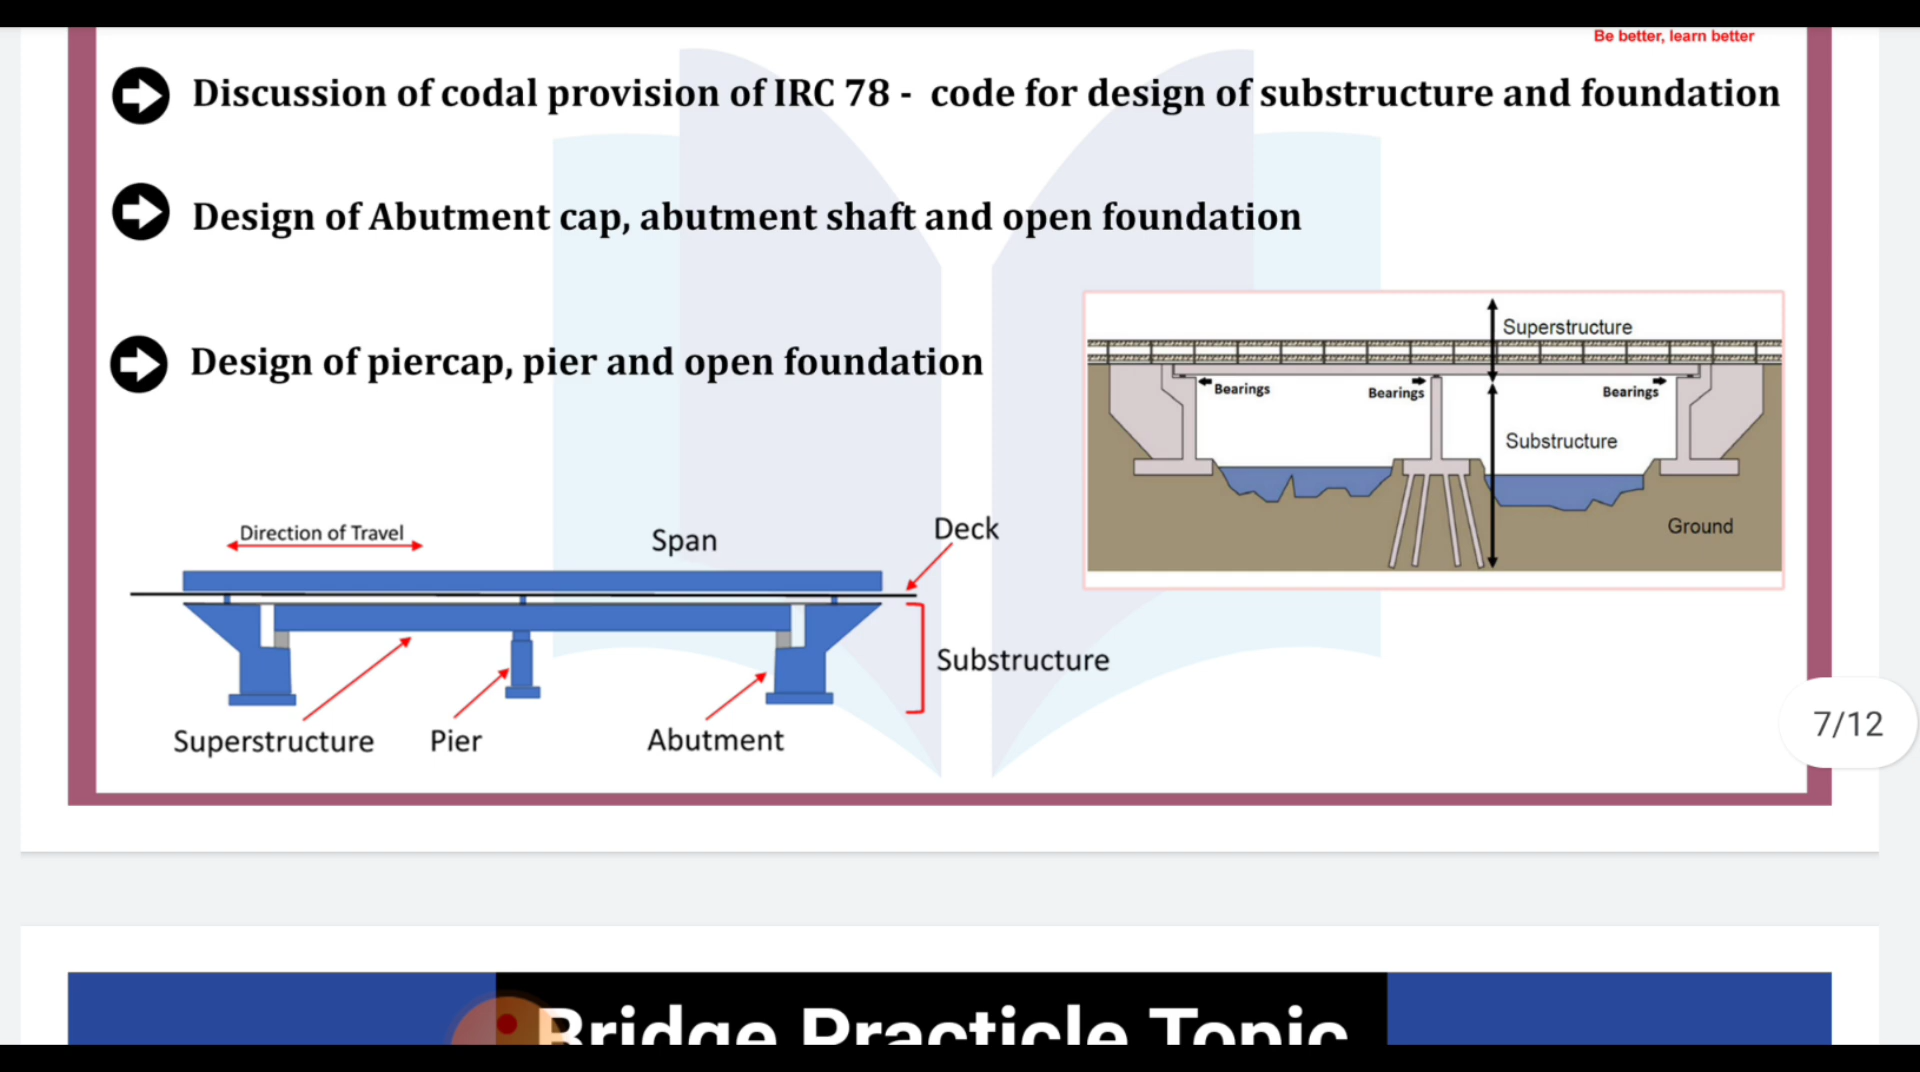 Be better, learn better
Discussion of codal provision of IRC 78 - code for design of substructure and foundation
Design of Abutment cap, abutment shaft and open foundation
Design of piercap, pier and open foundation
Superstructure
Bearings
Bearings
Bearings
Substructure
Ground
Direction of Travel
Span
Deck
Substructure
Superstructure
Pier
Abutment
7/12
Bridge Practicle Topic